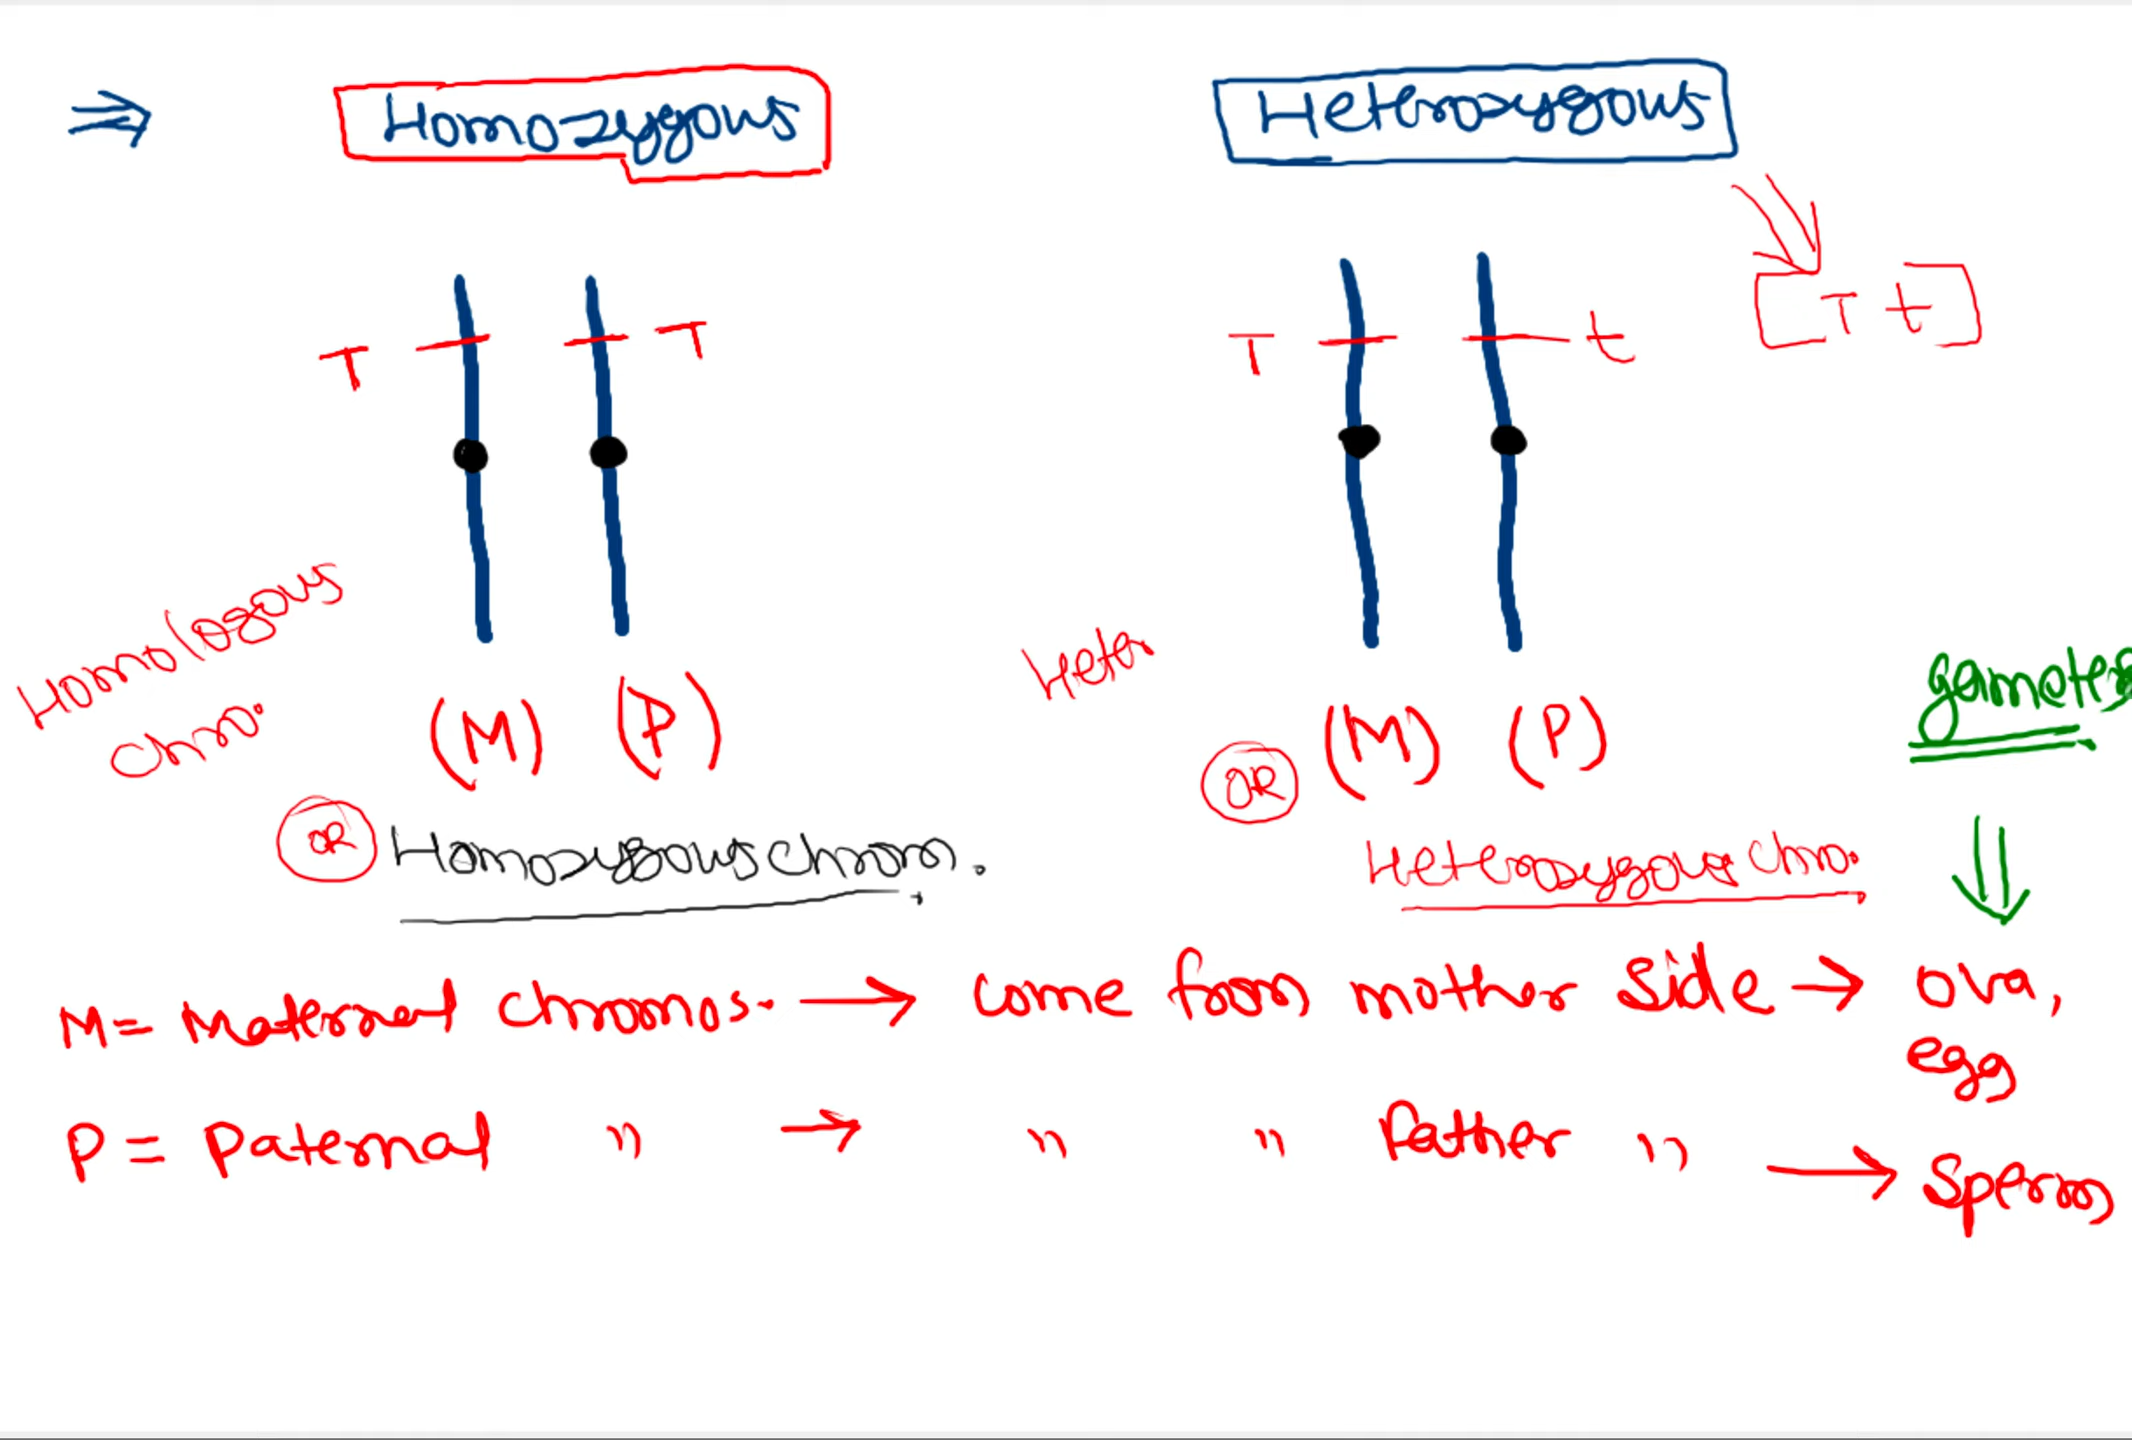 ⇒ Homozygous Heterozygous
T T T t T t
Homologous
Chro.
Heter
gametes
(M) (P) (M) (P)
OR Homozygous chrom.
OR Heterozygous Chro.
M = Maternal chromos. → come from mother Side → Ova,
egg
P = Paternal " → " " Father " → Sperm